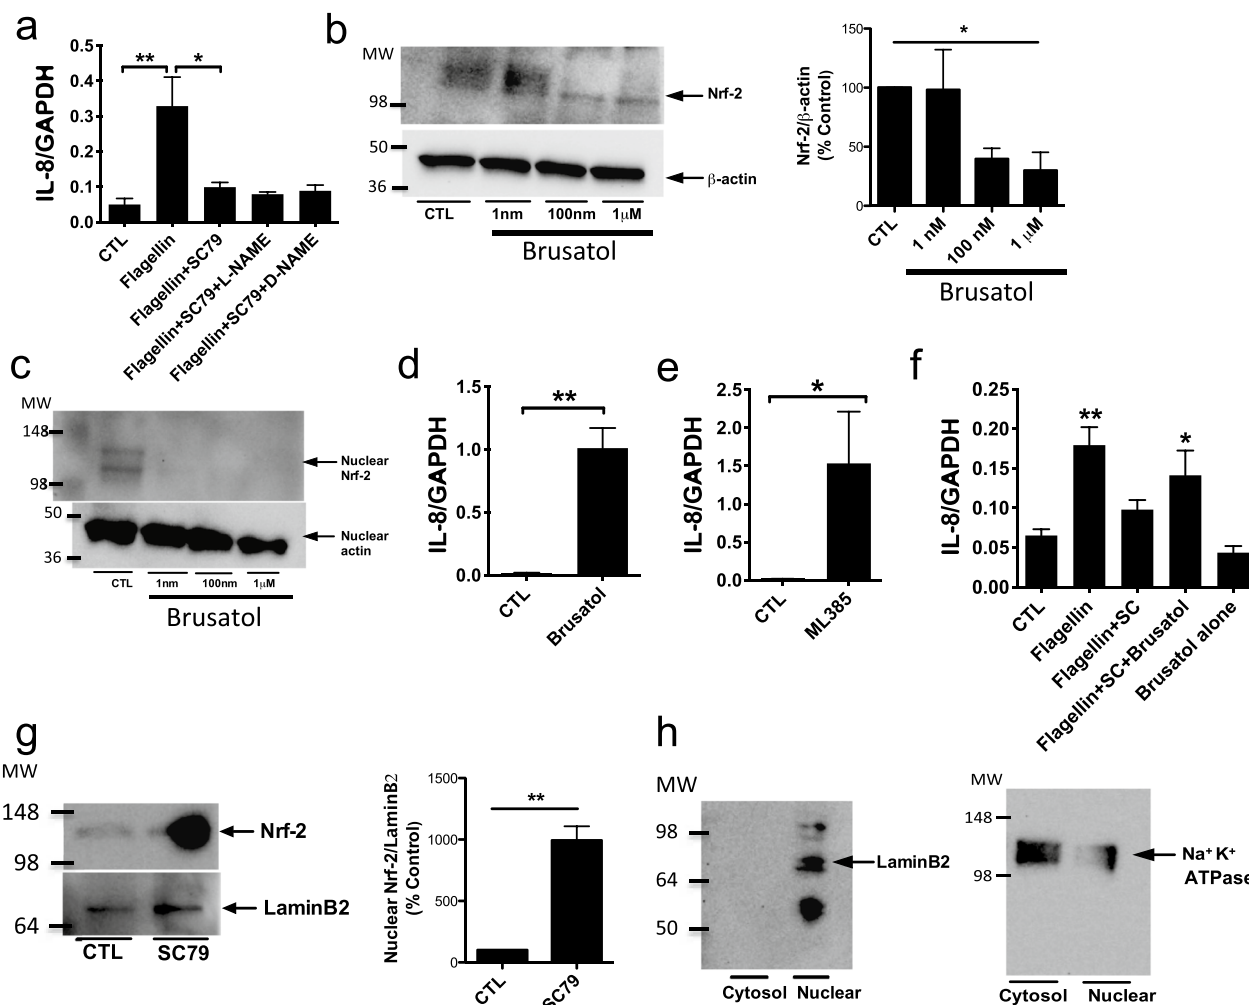 a
IL-8/GAPDH
0.5
0.4
0.3
0.2
0.1
0.0
** *
CTL
Flagellin
Flagellin+SC79
Flagellin+SC79+L-NAME
Flagellin+SC79+D-NAME
b
MW
98
Nrf-2
50
36
β-actin
CTL 1nm 100nm 1μM
Brusatol
Nrf-2/β-actin
(% Control)
150
100
50
0
*
CTL
1 nM
100 nM
1 μM
Brusatol
c
MW
148
98
Nuclear
Nrf-2
50
36
Nuclear
actin
CTL 1nm 100nm 1μM
Brusatol
d
IL-8/GAPDH
1.5
1.0
0.5
0.0
**
CTL
Brusatol
e
IL-8/GAPDH
2.5
2.0
1.5
1.0
0.5
0.0
*
CTL
ML385
f
IL-8/GAPDH
0.25
0.20
0.15
0.10
0.05
0.00
** *
CTL
Flagellin
Flagellin+SC
Flagellin+SC+Brusatol
Brusatol alone
g
MW
148
98
Nrf-2
64
LaminB2
CTL SC79
Nuclear Nrf-2/LaminB2
(% Control)
1500
1000
500
0
**
CTL
SC79
h
MW
98
64
50
LaminB2
Cytosol Nuclear
MW
148
98
Na+ K+
ATPase
Cytosol Nuclear